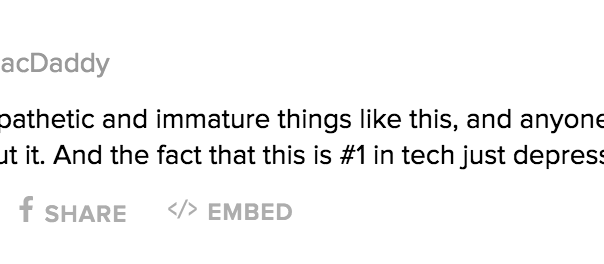 acDaddy
pathetic and immature things like this, and anyone
ut it. And the fact that this is #1 in tech just depress
f SHARE </> EMBED